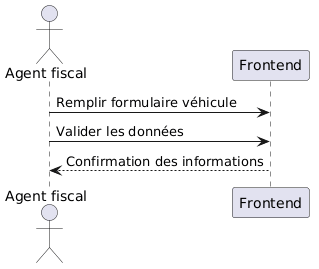 Agent fiscal
Frontend
Remplir formulaire véhicule
Valider les données
Confirmation des informations
Agent fiscal
Frontend